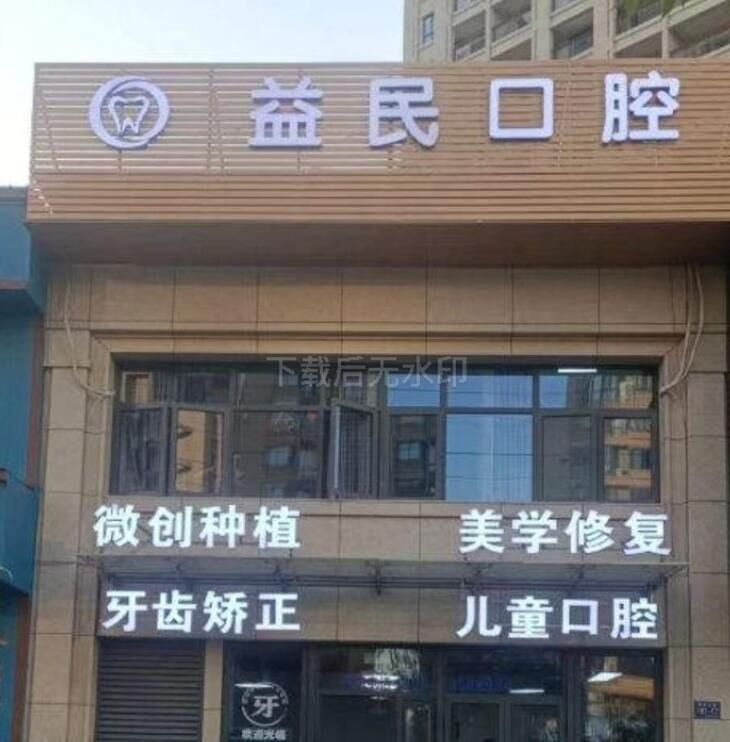 益民口腔
下载后无水印
微创种植 美学修复
牙齿矫正 儿童口腔
牙
欢迎光临